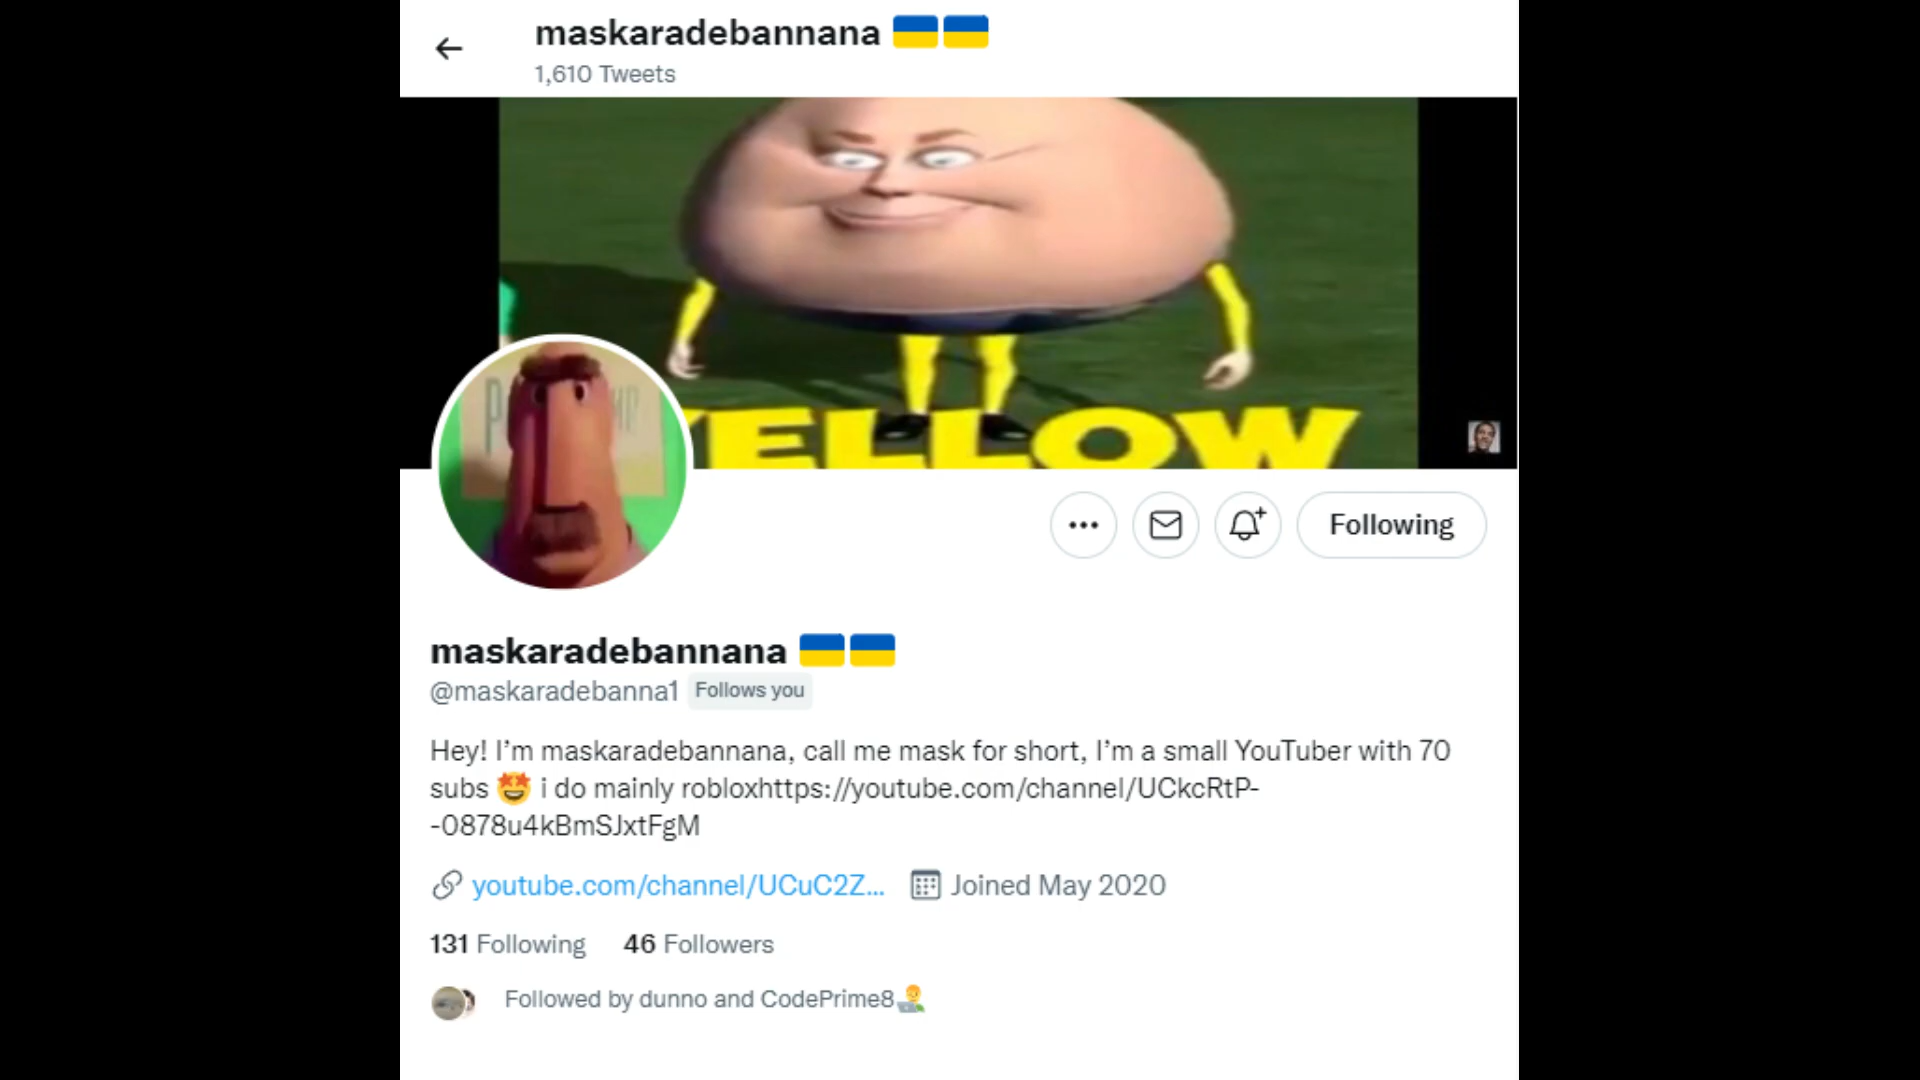 maskaradebannana 🇺🇦🇺🇦
1,610 Tweets
YELLOW
Following
maskaradebannana 🇺🇦🇺🇦
@maskaradebanna1 Follows you
Hey! I’m maskaradebannana, call me mask for short, I’m a small YouTuber with 70
subs 🤩 i do mainly robloxhttps://youtube.com/channel/UCkcRtP-
-0878u4kBmSJxtFgM
youtube.com/channel/UCuC2Z… Joined May 2020
131 Following 46 Followers
Followed by dunno and CodePrime8👨‍💻